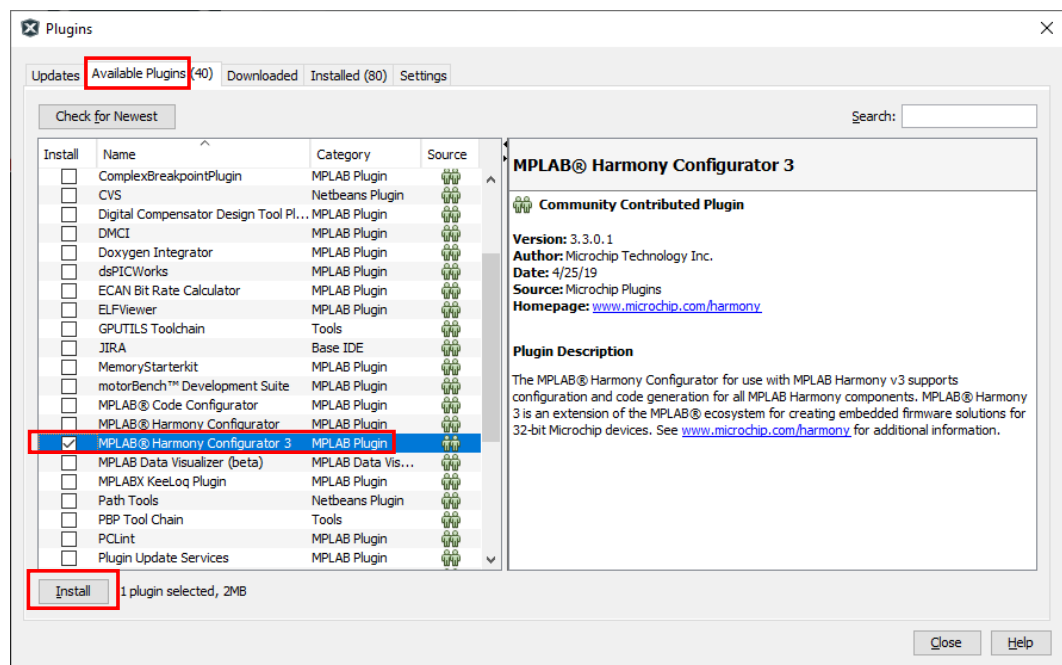 Plugins
Updates Available Plugins (40) Downloaded Installed (80) Settings
Check for Newest Search:
Install Name Category Source
ComplexBreakpointPlugin MPLAB Plugin
CVS Netbeans Plugin
Digital Compensator Design Tool Pl... MPLAB Plugin
DMCI MPLAB Plugin
Doxygen Integrator MPLAB Plugin
dsPICWorks MPLAB Plugin
ECAN Bit Rate Calculator MPLAB Plugin
ELFViewer MPLAB Plugin
GPUTILS Toolchain Tools
JIRA Base IDE
MemoryStarterkit MPLAB Plugin
motorBench™ Development Suite MPLAB Plugin
MPLAB® Code Configurator MPLAB Plugin
MPLAB® Harmony Configurator MPLAB Plugin
MPLAB® Harmony Configurator 3 MPLAB Plugin
MPLAB Data Visualizer (beta) MPLAB Data Vis...
MPLABX KeeLoq Plugin MPLAB Plugin
Path Tools Netbeans Plugin
PBP Tool Chain Tools
PCLint MPLAB Plugin
Plugin Update Services MPLAB Plugin
MPLAB® Harmony Configurator 3
Community Contributed Plugin
Version: 3.3.0.1
Author: Microchip Technology Inc.
Date: 4/25/19
Source: Microchip Plugins
Homepage: www.microchip.com/harmony
Plugin Description
The MPLAB® Harmony Configurator for use with MPLAB Harmony v3 supports
configuration and code generation for all MPLAB Harmony components. MPLAB® Harmony
3 is an extension of the MPLAB® ecosystem for creating embedded firmware solutions for
32-bit Microchip devices. See www.microchip.com/harmony for additional information.
Install 1 plugin selected, 2MB
Close Help